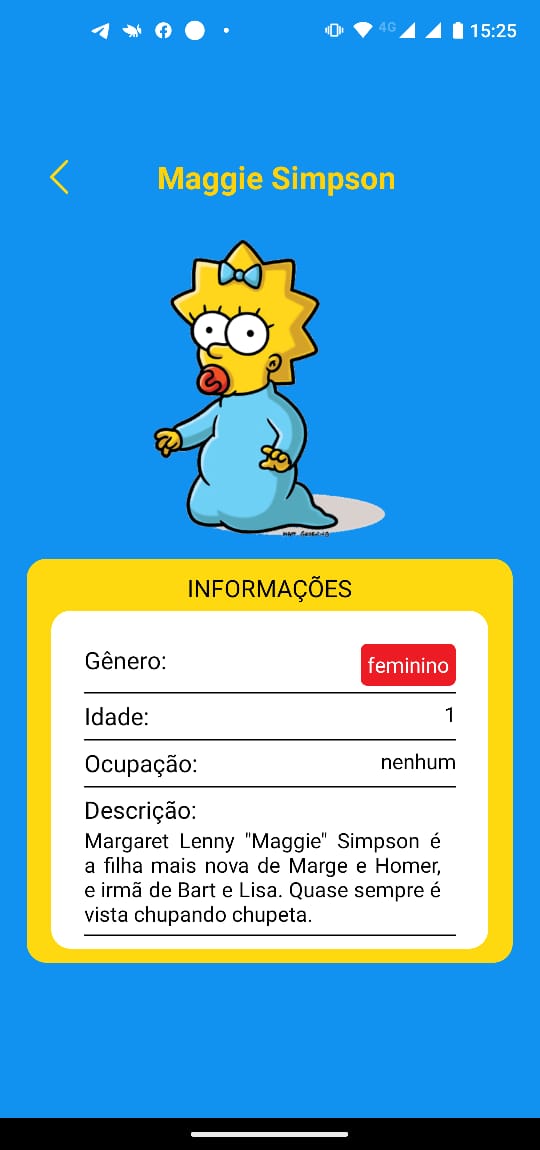 4G 15:25
Maggie Simpson
INFORMAÇÕES
Gênero: feminino
Idade: 1
Ocupação: nenhum
Descrição:
Margaret Lenny "Maggie" Simpson é
a filha mais nova de Marge e Homer,
e irmã de Bart e Lisa. Quase sempre é
vista chupando chupeta.